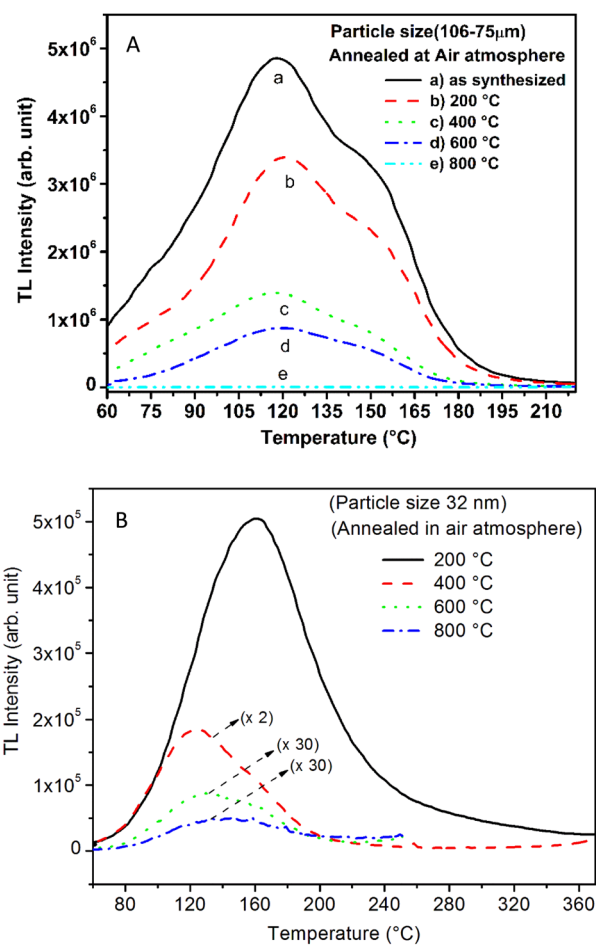 A
Particle size(106-75μm)
Annealed at Air atmosphere
a) as synthesized
b) 200 °C
c) 400 °C
d) 600 °C
e) 800 °C
5x10⁶
4x10⁶
3x10⁶
2x10⁶
1x10⁶
0
TL Intensity (arb. unit)
a
b
c
d
e
60 75 90 105 120 135 150 165 180 195 210
Temperature (°C)
B
(Particle size 32 nm)
(Annealed in air atmosphere)
200 °C
400 °C
600 °C
800 °C
5x10⁵
4x10⁵
3x10⁵
2x10⁵
1x10⁵
0
TL Intensity (arb. unit)
(x 2)
(x 30)
(x 30)
80 120 160 200 240 280 320 360
Temperature (°C)